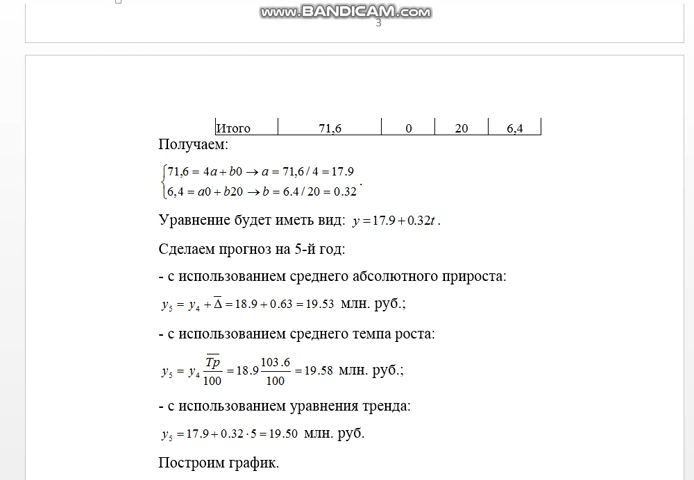 www.BANDICAM.com
3
Итого 71,6 0 20 6,4
Получаем:
{71,6 = 4a + b0 → a = 71,6 / 4 = 17.9
6,4 = a0 + b20 → b = 6.4 / 20 = 0.32 .
Уравнение будет иметь вид: y = 17.9 + 0.32t .
Сделаем прогноз на 5-й год:
- с использованием среднего абсолютного прироста:
y₅ = y₄ + Δ̅ = 18.9 + 0.63 = 19.53 млн. руб.;
- с использованием среднего темпа роста:
y₅ = y₄ T̅р̅/100 = 18.9 103.6/100 = 19.58 млн. руб.;
- с использованием уравнения тренда:
y₅ = 17.9 + 0.32 · 5 = 19.50 млн. руб.
Построим график.